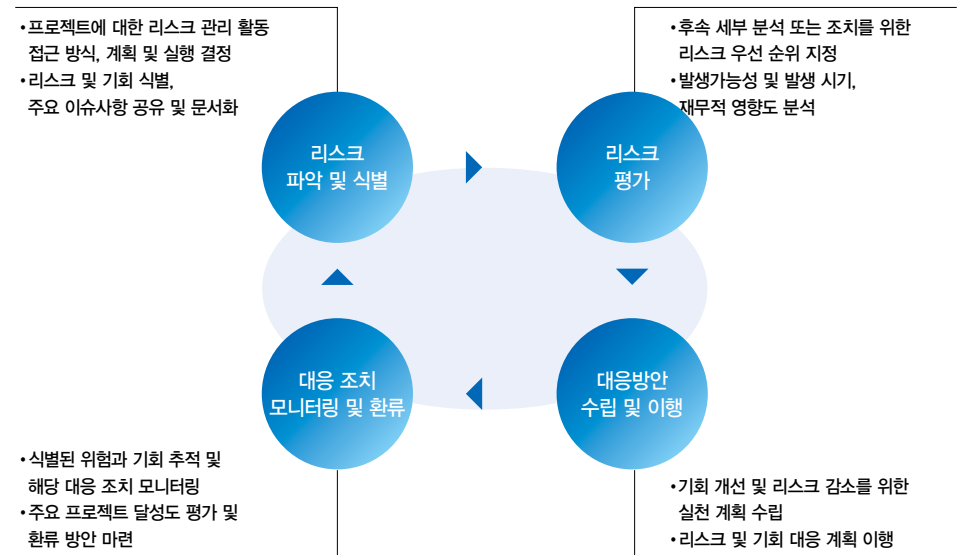 •프로젝트에 대한 리스크 관리 활동
접근 방식, 계획 및 실행 결정
•리스크 및 기회 식별,
주요 이슈사항 공유 및 문서화
•후속 세부 분석 또는 조치를 위한
리스크 우선 순위 지정
•발생가능성 및 발생 시기,
재무적 영향도 분석
리스크
파악 및 식별
리스크
평가
대응 조치
모니터링 및 환류
대응방안
수립 및 이행
•식별된 위험과 기회 추적 및
해당 대응 조치 모니터링
•주요 프로젝트 달성도 평가 및
환류 방안 마련
•기회 개선 및 리스크 감소를 위한
실천 계획 수립
•리스크 및 기회 대응 계획 이행